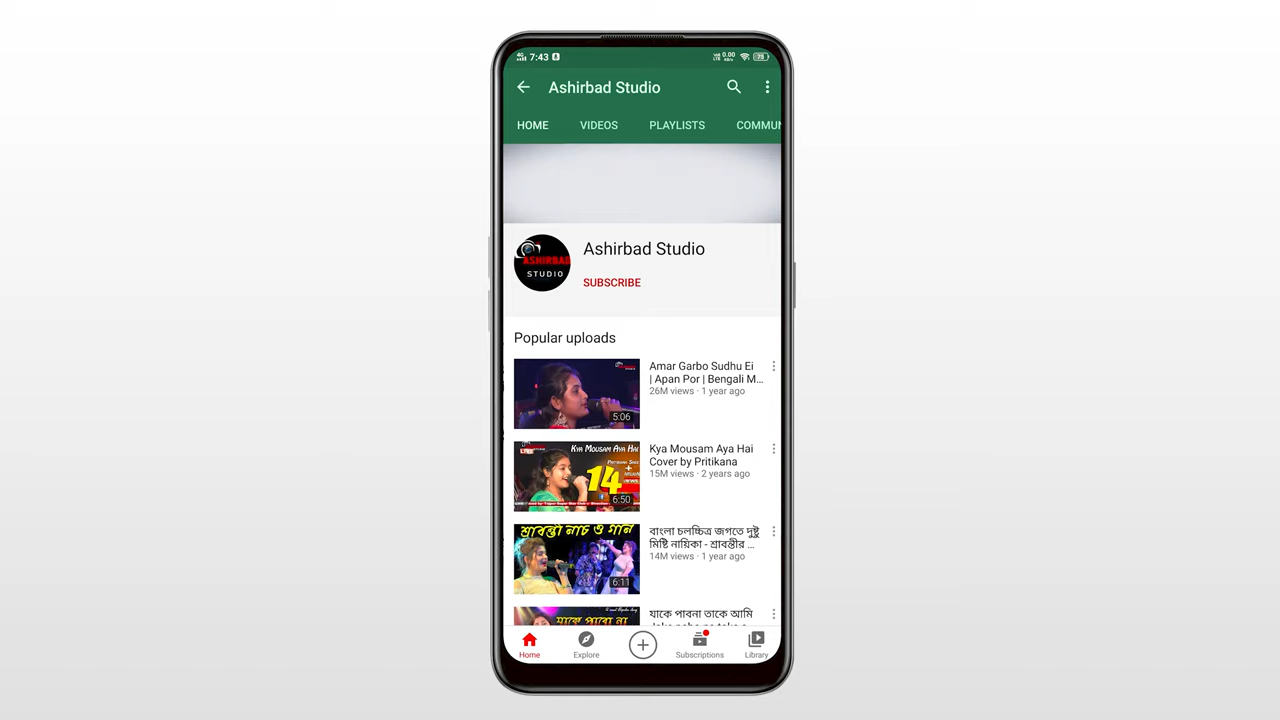 4G 7:43
0.00
Ashirbad Studio
HOME VIDEOS PLAYLISTS COMMUN
ASHIRBAD
STUDIO
Ashirbad Studio
SUBSCRIBE
Popular uploads
5:06
Amar Garbo Sudhu Ei
| Apan Por | Bengali M...
26M views · 1 year ago
KYA MOUSAM AYA HAI
14
6:50
Kya Mousam Aya Hai
Cover by Pritikana
15M views · 2 years ago
শ্রাবন্তী নাচ ও গান
6:11
বাংলা চলচ্চিত্র জগতে দুষ্টু
মিষ্টি নায়িকা - শ্রাবন্তীর ...
14M views · 1 year ago
যাকে পাবো না
যাকে পাবনা তাকে আমি
Home Explore Subscriptions Library